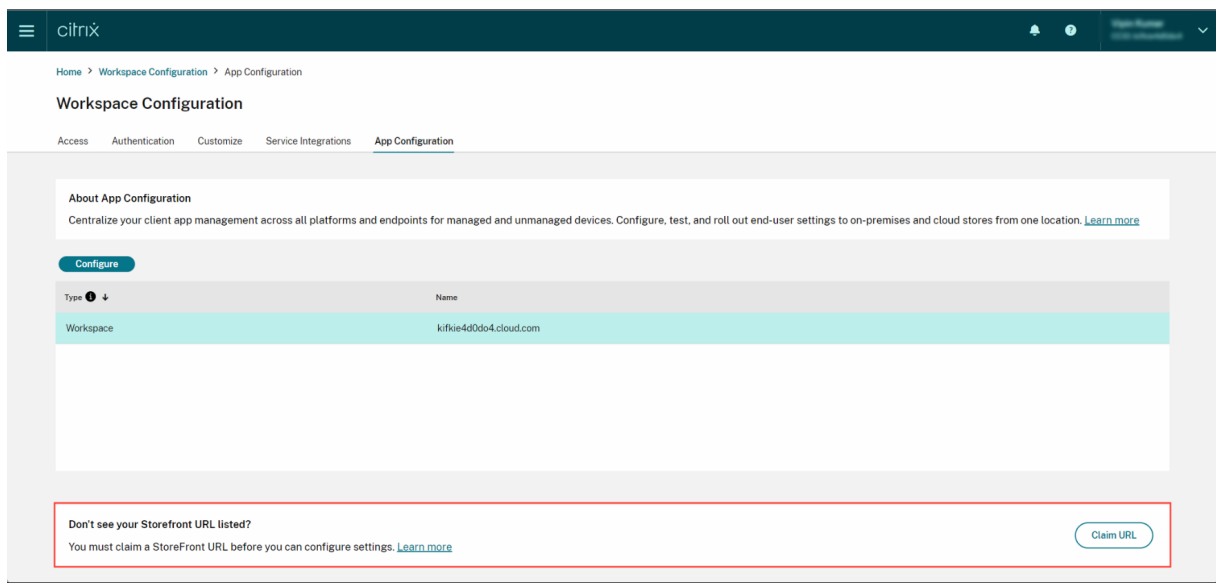 citrix
Home > Workspace Configuration > App Configuration
Workspace Configuration
Access Authentication Customize Service Integrations App Configuration
About App Configuration
Centralize your client app management across all platforms and endpoints for managed and unmanaged devices. Configure, test, and roll out end-user settings to on-premises and cloud stores from one location. Learn more
Configure
Type Name
Workspace kifkie4d0do4.cloud.com
Don't see your Storefront URL listed?
You must claim a StoreFront URL before you can configure settings. Learn more
Claim URL